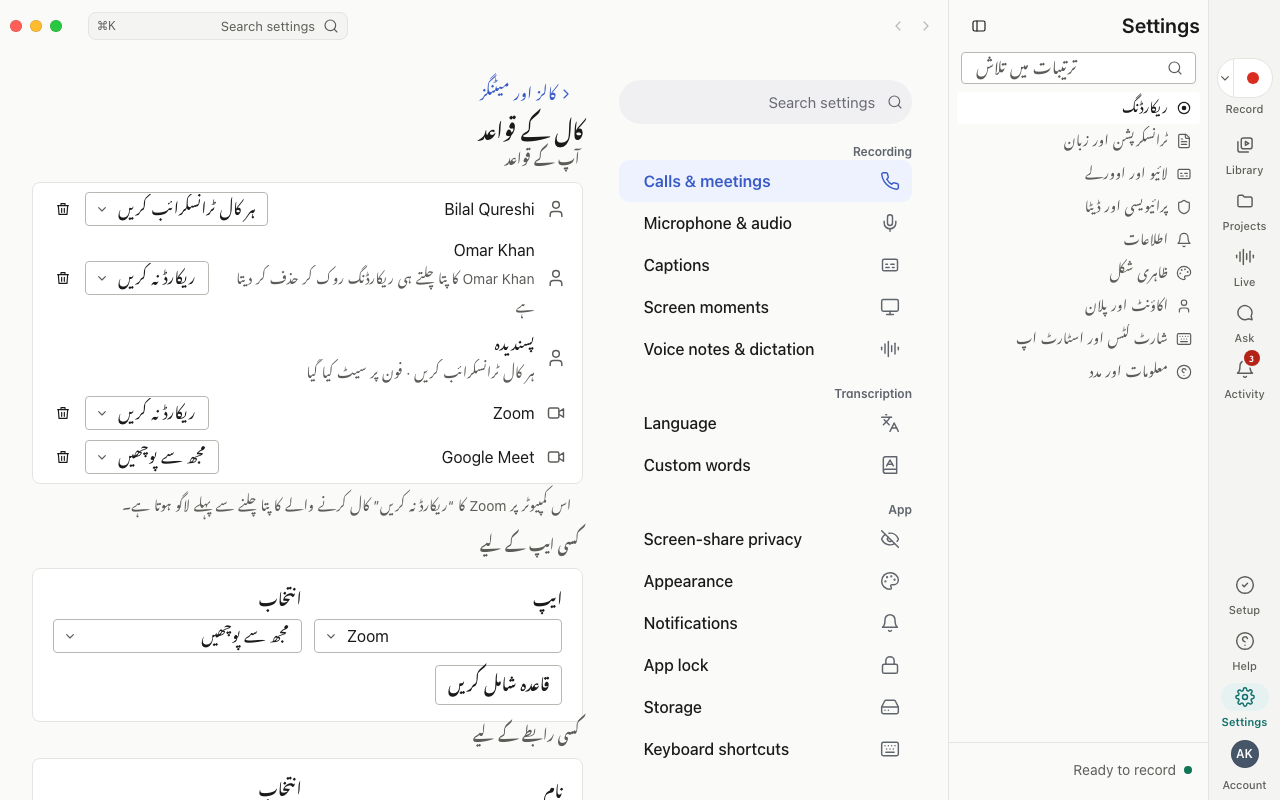 ⌘K
Search settings
Settings
ترتیبات میں تلاش
ریکارڈنگ
ٹرانسکرپشن اور زبان
لائیو اور اوورلے
پرائیویسی اور ڈیٹا
اطلاعات
ظاہری شکل
اکاؤنٹ اور پلان
شارٹ کٹس اور اسٹارٹ اپ
معلومات اور مدد
Ready to record
Record
Library
Projects
Live
Ask
3
Activity
Setup
Help
Settings
AK
Account
Search settings
Recording
Calls & meetings
Microphone & audio
Captions
Screen moments
Voice notes & dictation
Transcription
Language
Custom words
App
Screen-share privacy
Appearance
Notifications
App lock
Storage
Keyboard shortcuts
کالز اور میٹنگز
کال کے قواعد
آپ کے قواعد
Bilal Qureshi
ہر کال ٹرانسکرائب کریں
Omar Khan
Omar Khan کا پتا چلتے ہی ریکارڈنگ روک کر حذف کر دیتا
ہے
ریکارڈ نہ کریں
پسندیدہ
ہر کال ٹرانسکرائب کریں · فون پر سیٹ کیا گیا
Zoom
ریکارڈ نہ کریں
Google Meet
مجھ سے پوچھیں
اس کمپیوٹر پر Zoom کا "ریکارڈ نہ کریں" کال کرنے والے کا پتا چلنے سے پہلے لاگو ہوتا ہے۔
کسی ایپ کے لیے
ایپ
انتخاب
Zoom
مجھ سے پوچھیں
قاعدہ شامل کریں
کسی رابطے کے لیے
نام
انتخاب